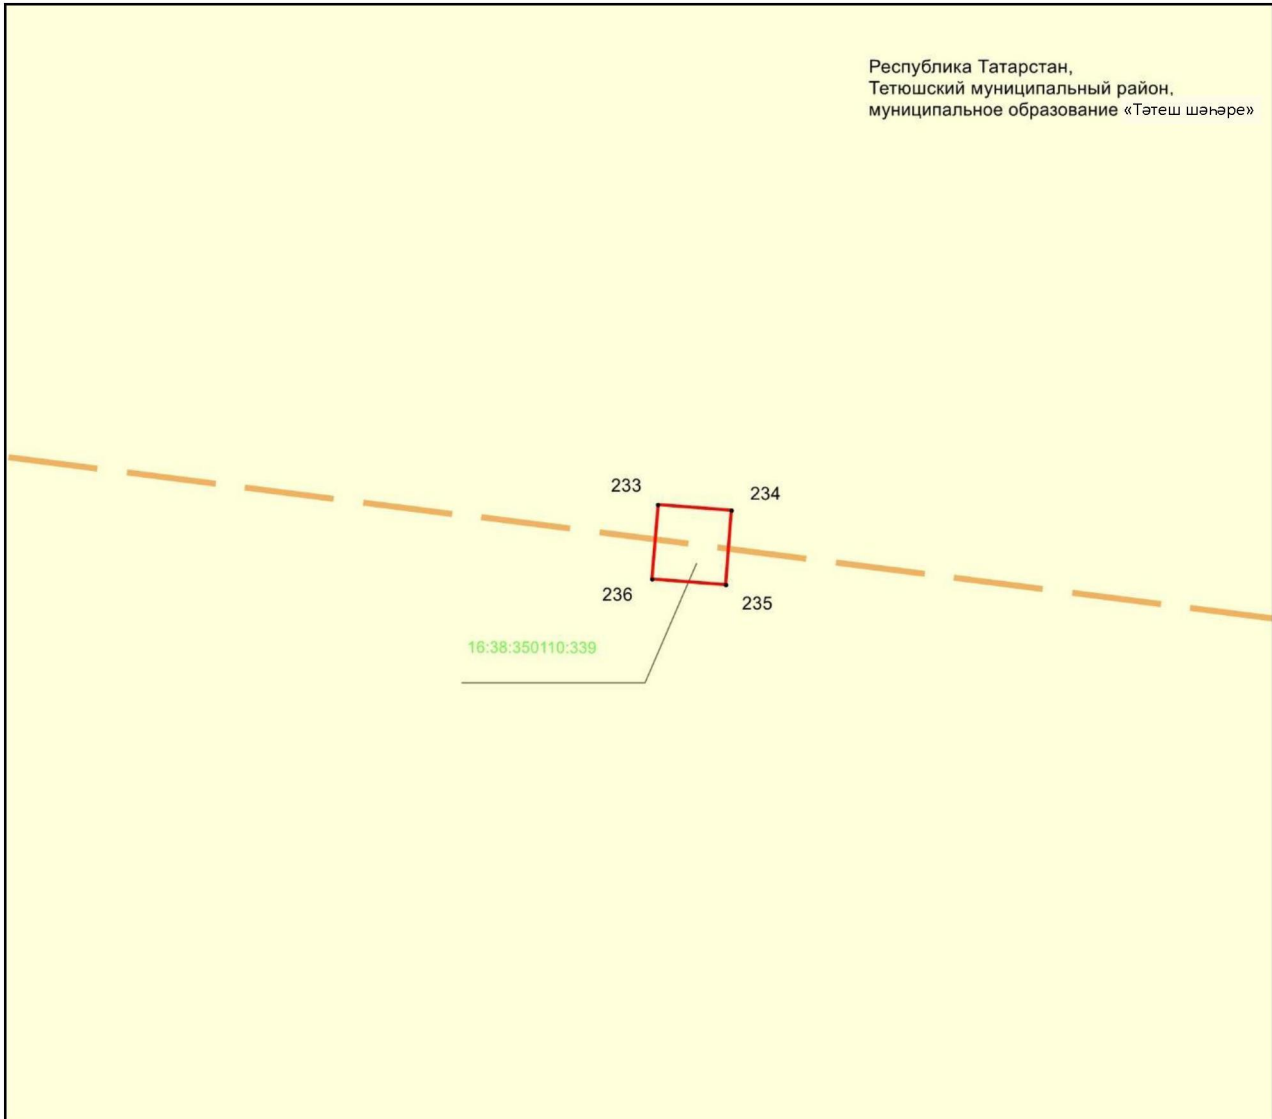 Республика Татарстан,
Тетюшский муниципальный район,
муниципальное образование «Тәтеш шәһәре»
233
234
236
235
16:38:350110:339